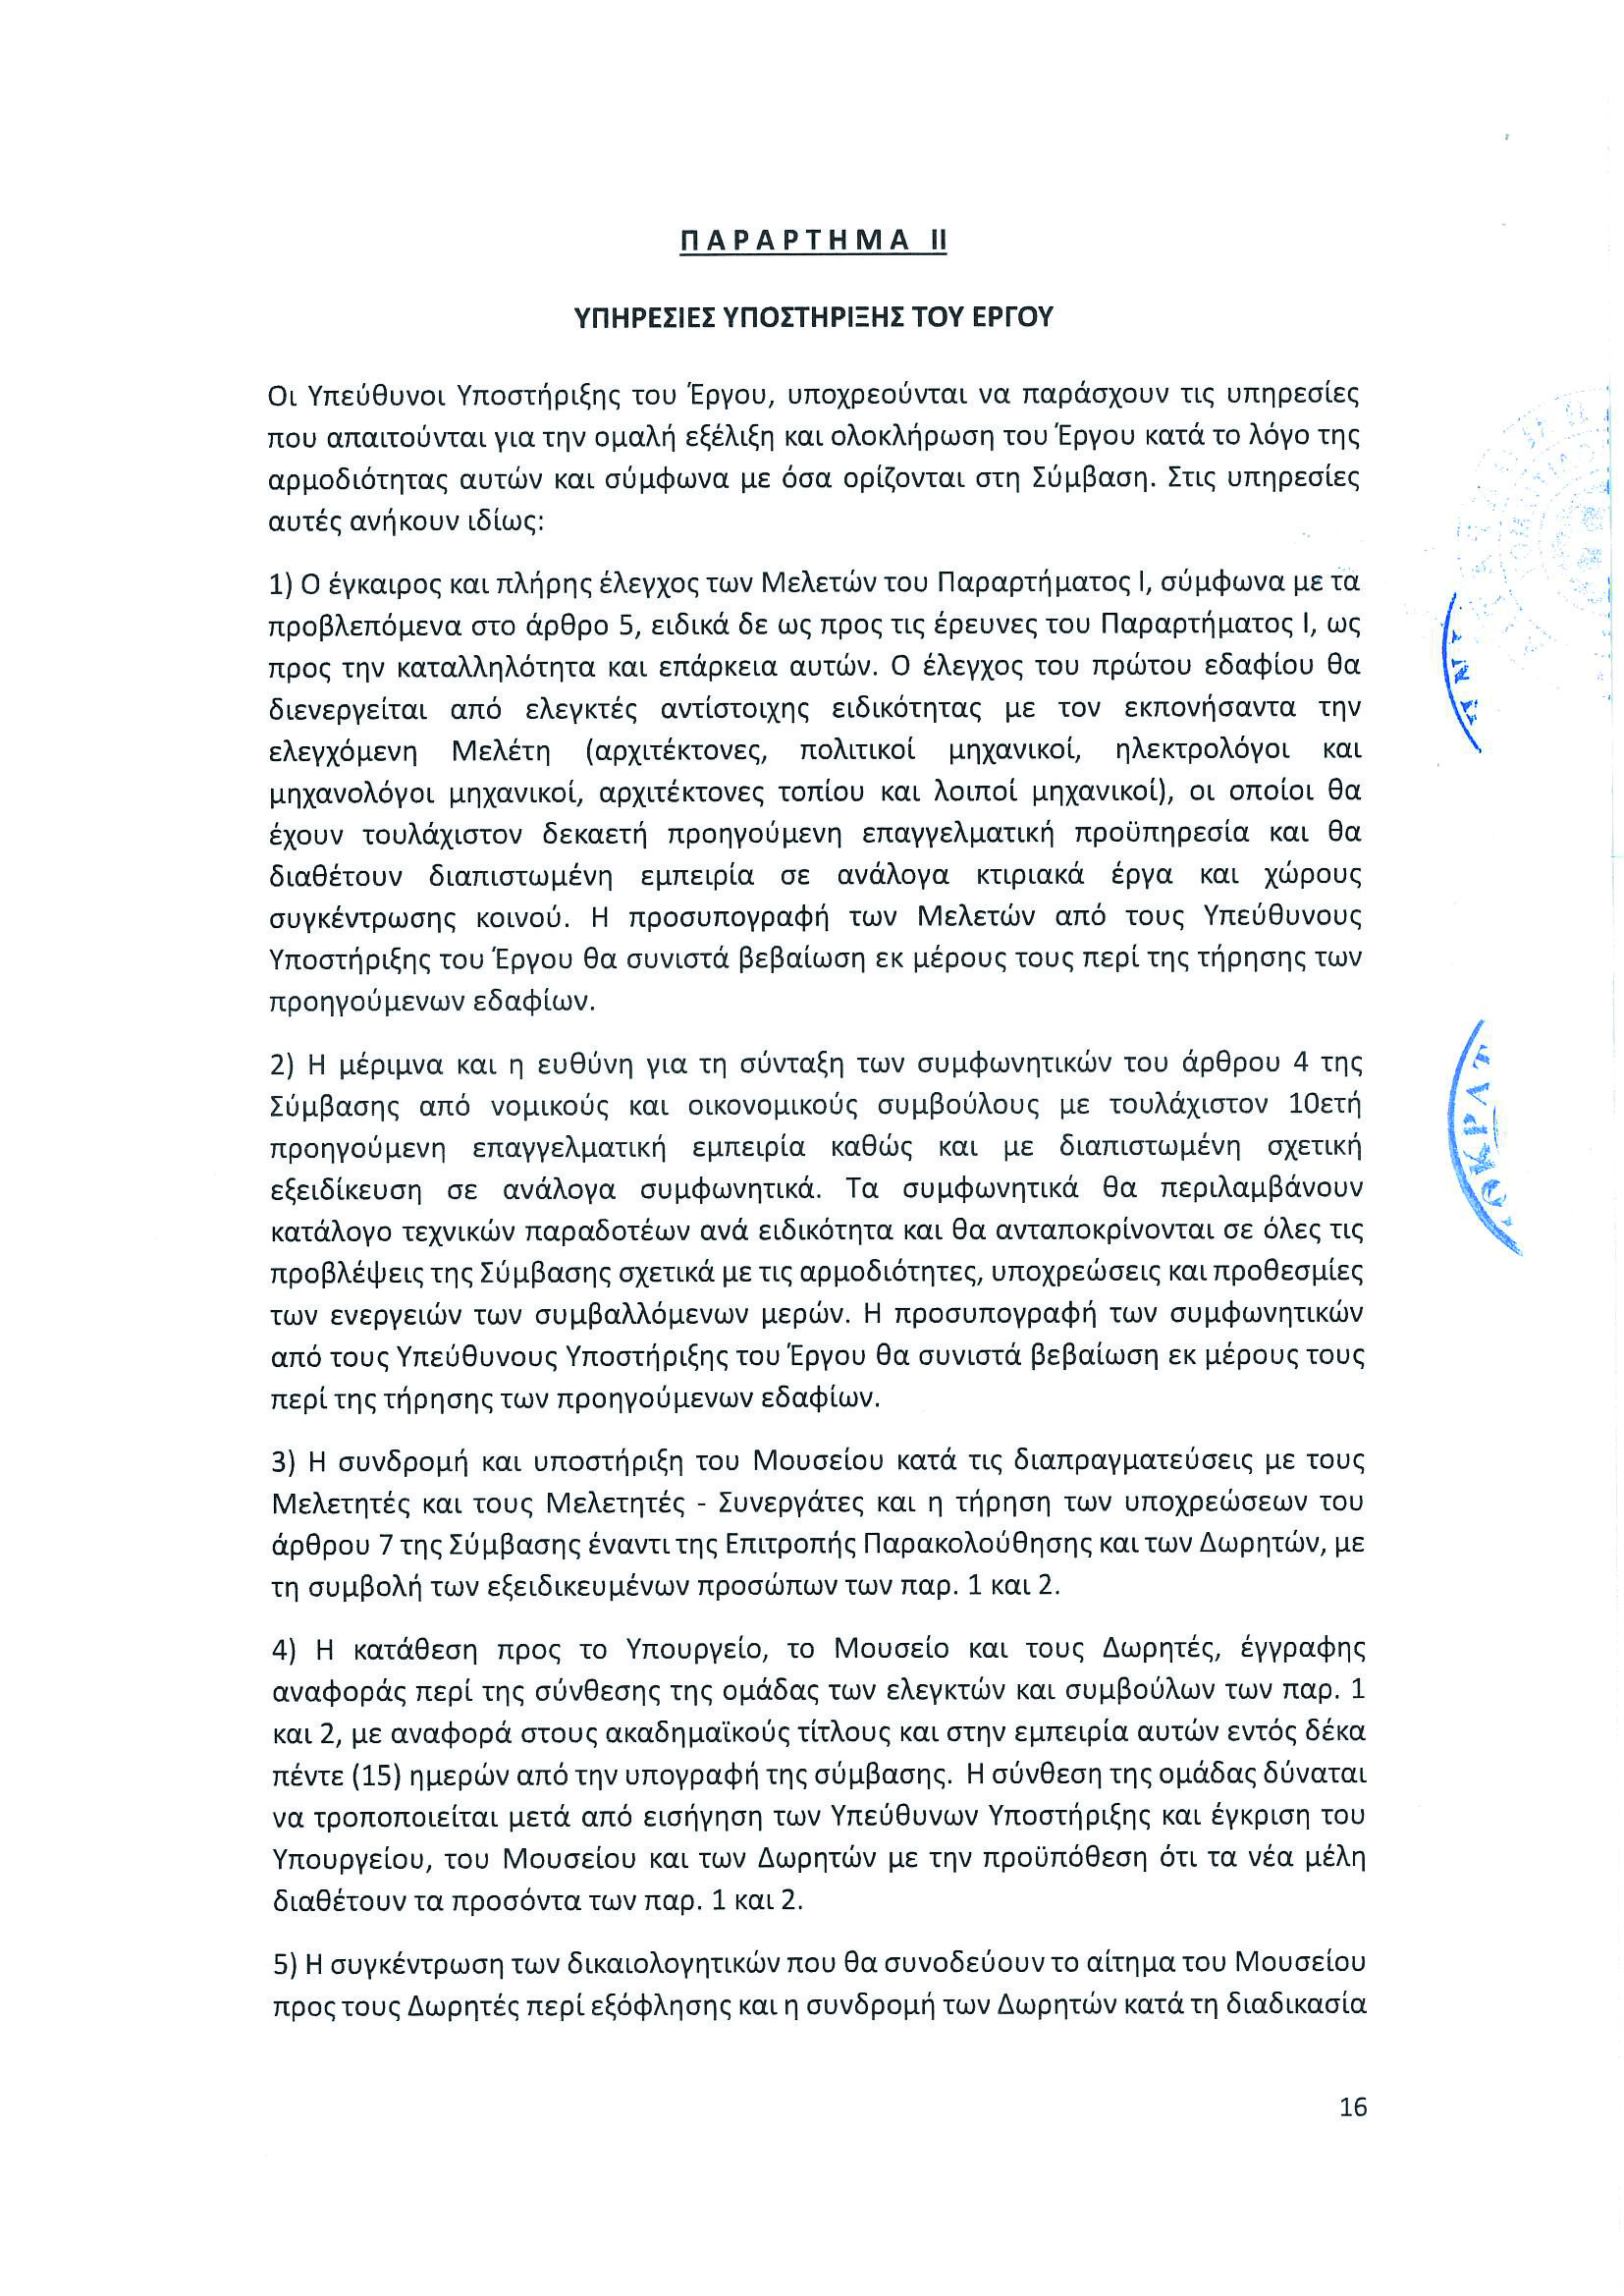 ΠΑΡΑΡΤΗΜΑ ΙΙ
ΥΠΗΡΕΣΙΕΣ ΥΠΟΣΤΗΡΙΞΗΣ ΤΟΥ ΕΡΓΟΥ
Οι Υπεύθυνοι Υποστήριξης του Έργου, υποχρεούνται να παράσχουν τις υπηρεσίες
που απαιτούνται για την ομαλή εξέλιξη και ολοκλήρωση του Έργου κατά το λόγο της
αρμοδιότητας αυτών και σύμφωνα με όσα ορίζονται στη Σύμβαση. Στις υπηρεσίες
αυτές ανήκουν ιδίως:
1) Ο έγκαιρος και πλήρης έλεγχος των Μελετών του Παραρτήματος Ι, σύμφωνα με τα
προβλεπόμενα στο άρθρο 5, ειδικά δε ως προς τις έρευνες του Παραρτήματος Ι, ως
προς την καταλληλότητα και επάρκεια αυτών. Ο έλεγχος του πρώτου εδαφίου θα
διενεργείται από ελεγκτές αντίστοιχης ειδικότητας με τον εκπονήσαντα την
ελεγχόμενη Μελέτη (αρχιτέκτονες, πολιτικοί μηχανικοί, ηλεκτρολόγοι και
μηχανολόγοι μηχανικοί, αρχιτέκτονες τοπίου και λοιποί μηχανικοί), οι οποίοι θα
έχουν τουλάχιστον δεκαετή προηγούμενη επαγγελματική προϋπηρεσία και θα
διαθέτουν διαπιστωμένη εμπειρία σε ανάλογα κτιριακά έργα και χώρους
συγκέντρωσης κοινού. Η προσυπογραφή των Μελετών από τους Υπεύθυνους
Υποστήριξης του Έργου θα συνιστά βεβαίωση εκ μέρους τους περί της τήρησης των
προηγούμενων εδαφίων.
2) Η μέριμνα και η ευθύνη για τη σύνταξη των συμφωνητικών του άρθρου 4 της
Σύμβασης από νομικούς και οικονομικούς συμβούλους με τουλάχιστον 10ετή
προηγούμενη επαγγελματική εμπειρία καθώς και με διαπιστωμένη σχετική
εξειδίκευση σε ανάλογα συμφωνητικά. Τα συμφωνητικά θα περιλαμβάνουν
κατάλογο τεχνικών παραδοτέων ανά ειδικότητα και θα ανταποκρίνονται σε όλες τις
προβλέψεις της Σύμβασης σχετικά με τις αρμοδιότητες, υποχρεώσεις και προθεσμίες
των ενεργειών των συμβαλλόμενων μερών. Η προσυπογραφή των συμφωνητικών
από τους Υπεύθυνους Υποστήριξης του Έργου θα συνιστά βεβαίωση εκ μέρους τους
περί της τήρησης των προηγούμενων εδαφίων.
3) Η συνδρομή και υποστήριξη του Μουσείου κατά τις διαπραγματεύσεις με τους
Μελετητές και τους Μελετητές - Συνεργάτες και η τήρηση των υποχρεώσεων του
άρθρου 7 της Σύμβασης έναντι της Επιτροπής Παρακολούθησης και των Δωρητών, με
τη συμβολή των εξειδικευμένων προσώπων των παρ. 1 και 2.
4) Η κατάθεση προς το Υπουργείο, το Μουσείο και τους Δωρητές, έγγραφης
αναφοράς περί της σύνθεσης της ομάδας των ελεγκτών και συμβούλων των παρ. 1
και 2, με αναφορά στους ακαδημαϊκούς τίτλους και στην εμπειρία αυτών εντός δέκα
πέντε (15) ημερών από την υπογραφή της σύμβασης. Η σύνθεση της ομάδας δύναται
να τροποποιείται μετά από εισήγηση των Υπεύθυνων Υποστήριξης και έγκριση του
Υπουργείου, του Μουσείου και των Δωρητών με την προϋπόθεση ότι τα νέα μέλη
διαθέτουν τα προσόντα των παρ. 1 και 2.
5) Η συγκέντρωση των δικαιολογητικών που θα συνοδεύουν το αίτημα του Μουσείου
προς τους Δωρητές περί εξόφλησης και η συνδρομή των Δωρητών κατά τη διαδικασία
16